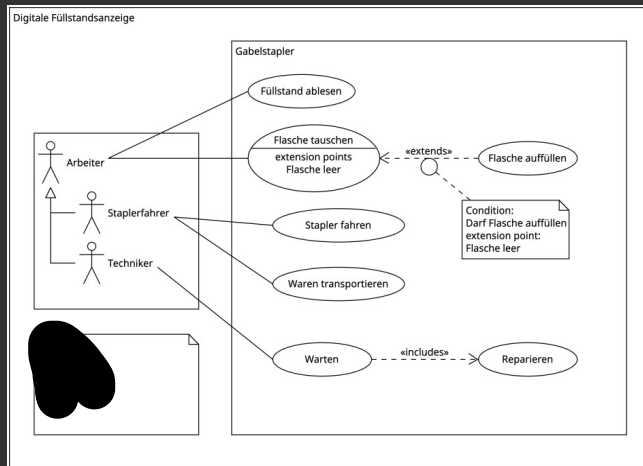 Digitale Füllstandsanzeige
Gabelstapler
Füllstand ablesen
Flasche tauschen
extension points
Flasche leer
«extends»
Flasche auffüllen
Arbeiter
Condition:
Darf Flasche auffüllen
extension point:
Flasche leer
Staplerfahrer
Stapler fahren
Techniker
Waren transportieren
Warten
«includes»
Reparieren